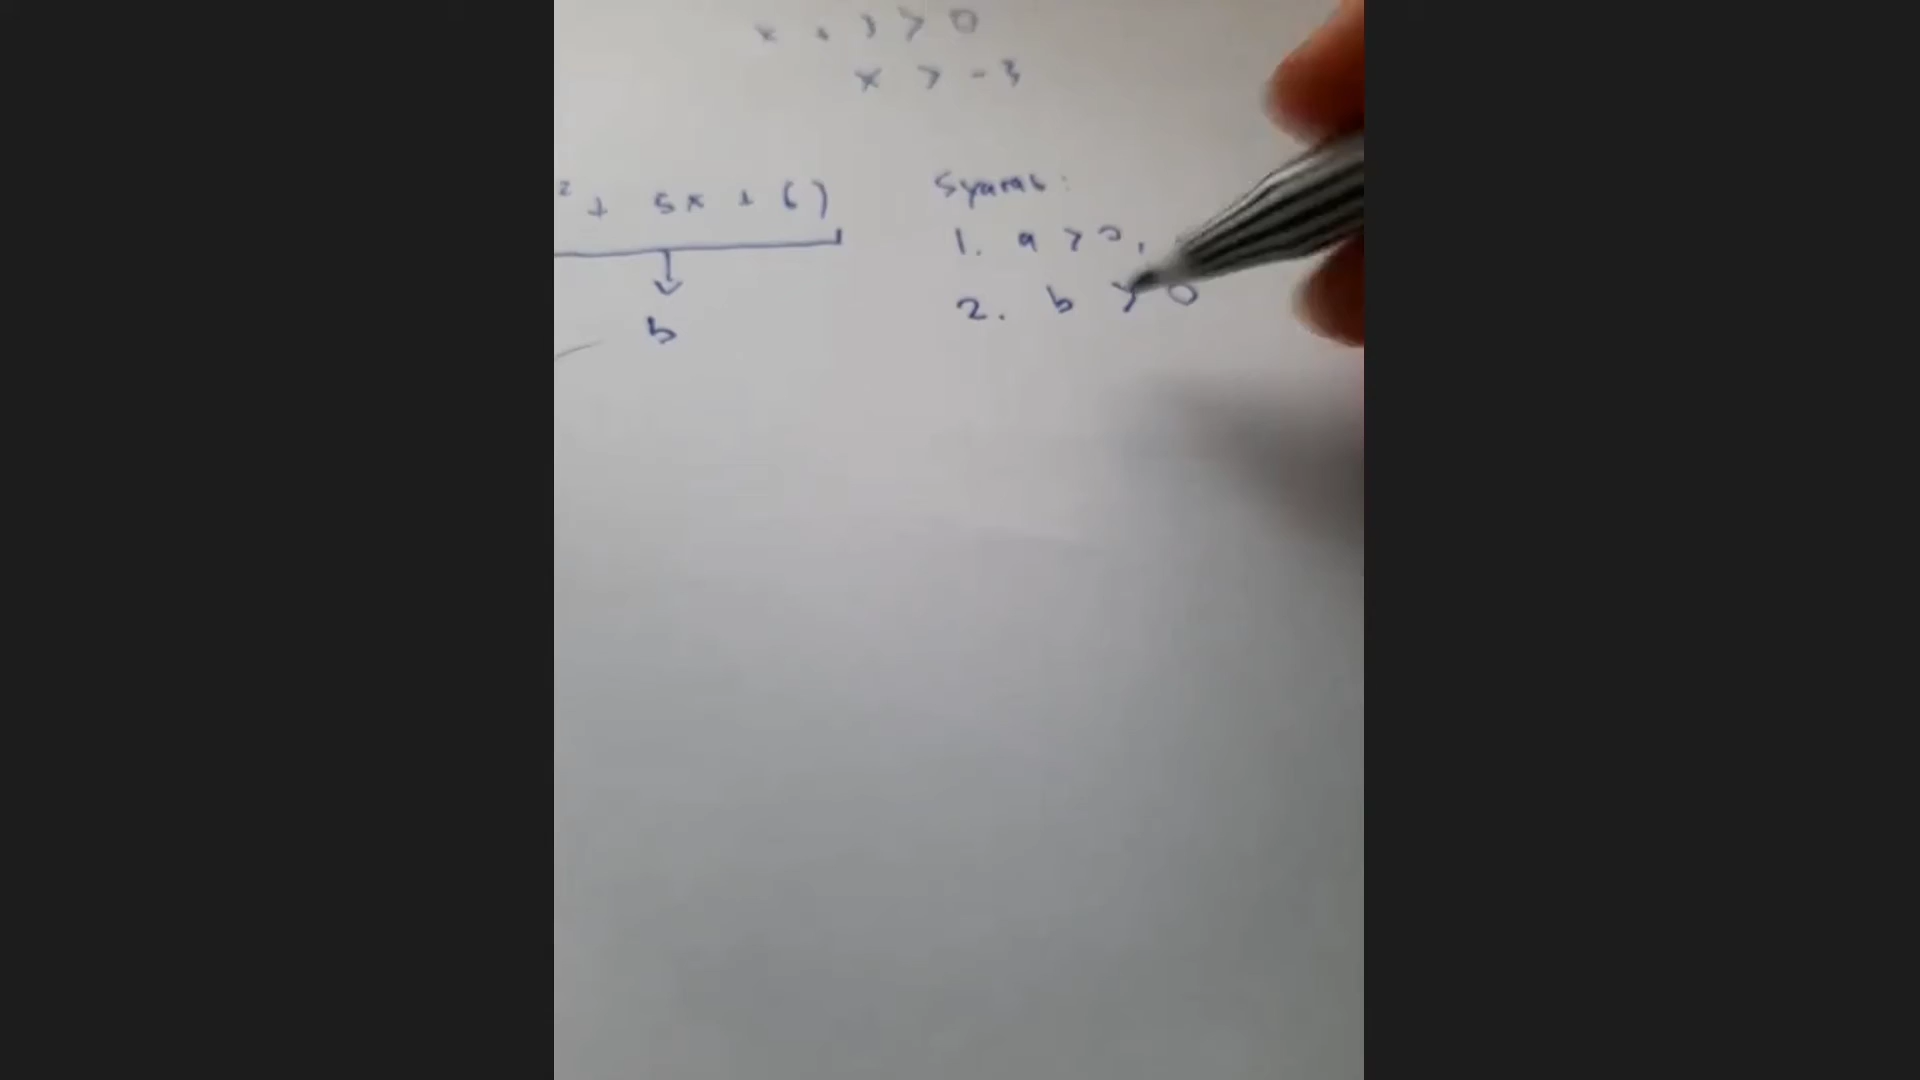 x + 3 > 0
x > -3
² + 5x + 6)
b
Syarat:
1. a > 0,
2. b > 0